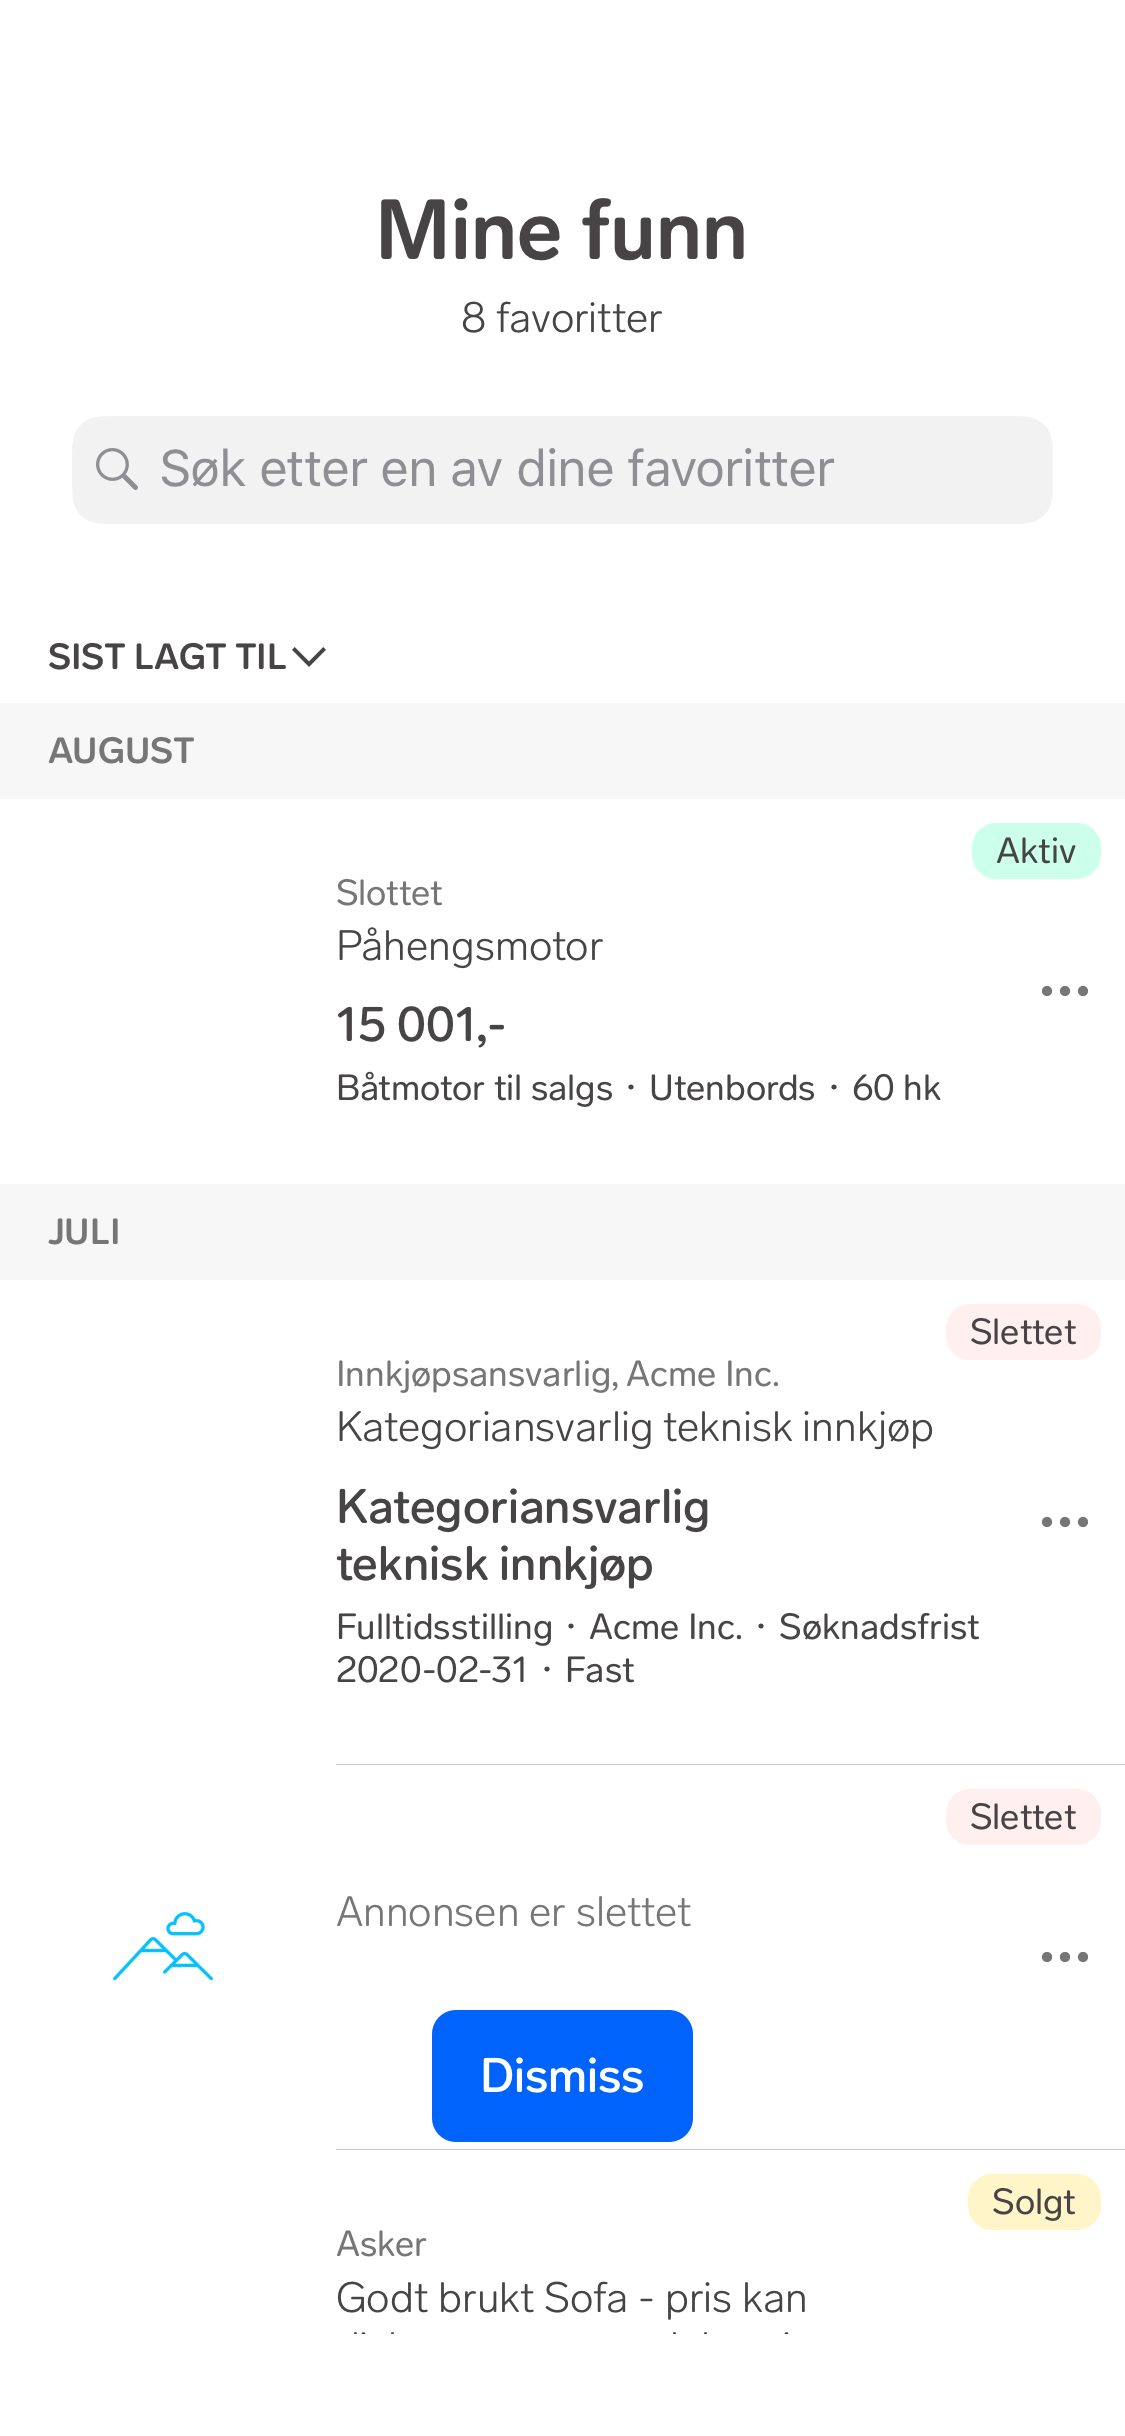 Mine funn
8 favoritter
Søk etter en av dine favoritter
SIST LAGT TIL
AUGUST
Aktiv
Slottet
Påhengsmotor
15 001,-
Båtmotor til salgs · Utenbords · 60 hk
JULI
Slettet
Innkjøpsansvarlig, Acme Inc.
Kategoriansvarlig teknisk innkjøp
Kategoriansvarlig
teknisk innkjøp
Fulltidsstilling · Acme Inc. · Søknadsfrist
2020-02-31 · Fast
Slettet
Annonsen er slettet
Dismiss
Solgt
Asker
Godt brukt Sofa - pris kan